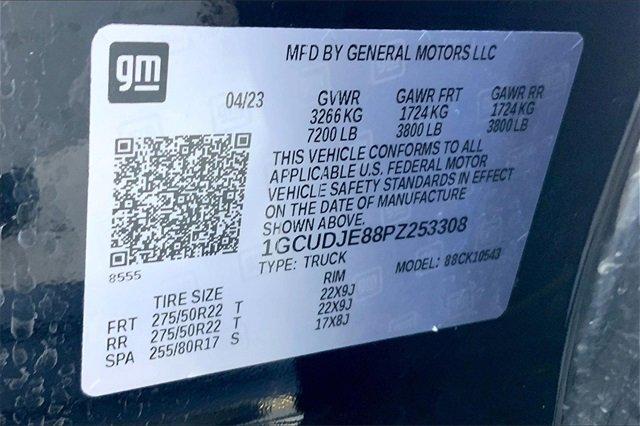 gm
MFD BY GENERAL MOTORS LLC
04/23 GVWR GAWR FRT GAWR RR
3266 KG 1724 KG 1724 KG
7200 LB 3800 LB 3800 LB
THIS VEHICLE CONFORMS TO ALL
APPLICABLE U.S. FEDERAL MOTOR
VEHICLE SAFETY STANDARDS IN EFFECT
ON THE DATE OF MANUFACTURE
SHOWN ABOVE.
1GCUDJE88PZ253308
8555
TYPE: TRUCK MODEL: 88CK10543
TIRE SIZE RIM
FRT 275/50R22 T 22X9J
RR 275/50R22 T 22X9J
SPA 255/80R17 S 17X8J